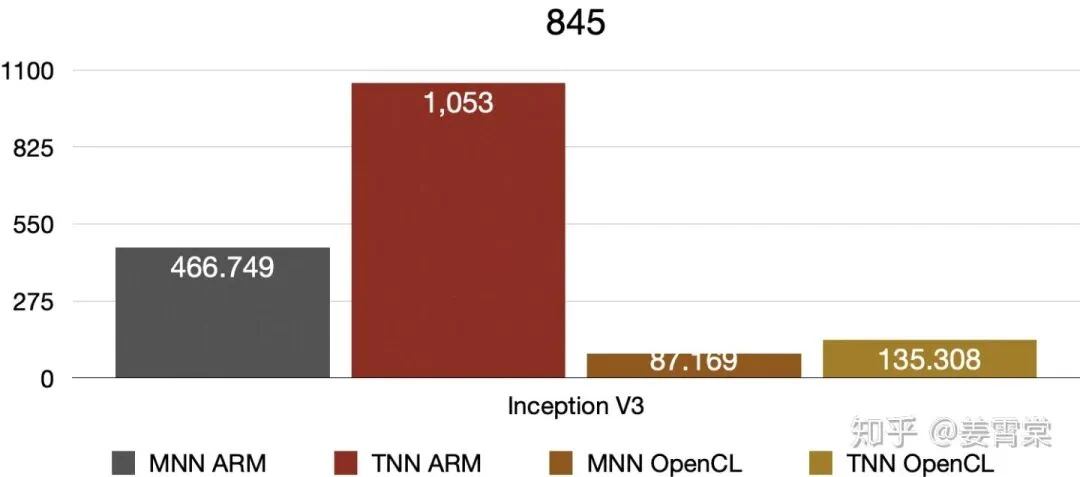 845
1100
825
550
275
0
466.749
1,053
87.169
135.308
Inception V3
知乎 @姜霄棠
MNN ARM
TNN ARM
MNN OpenCL
TNN OpenCL